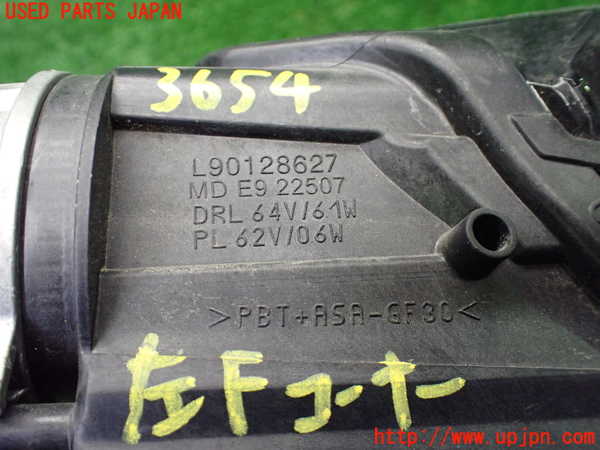 USED PARTS JAPAN
3654
L90128627
MD E9 22507
DRL 64V/61W
PL 62V/06W
>PBT+ASA-GF30<
左Fコーナー
http://www.upjpn.com/